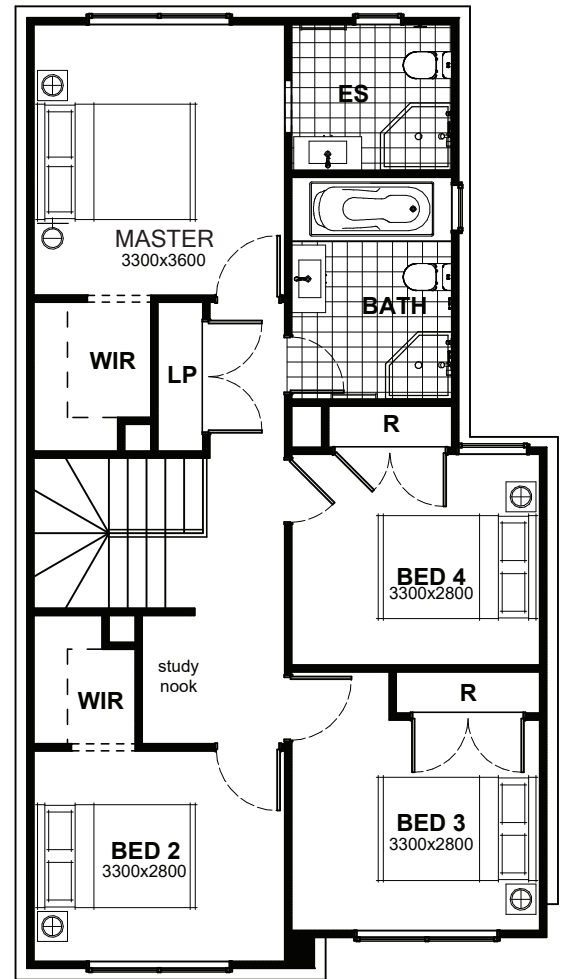 ES
MASTER
3300x3600
BATH
WIR
LP
R
BED 4
3300x2800
study
nook
WIR
R
BED 3
3300x2800
BED 2
3300x2800